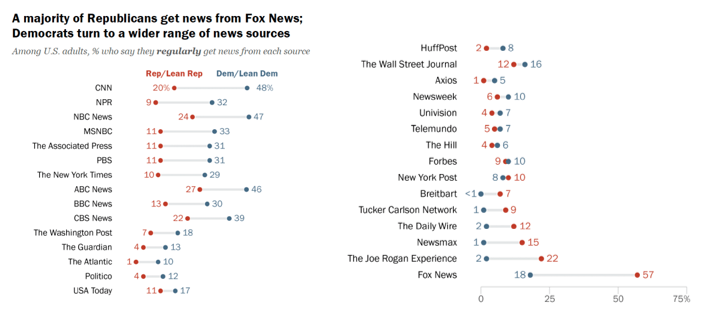 A majority of Republicans get news from Fox News;
Democrats turn to a wider range of news sources
Among U.S. adults, % who say they regularly get news from each source
Rep/Lean Rep Dem/Lean Dem
CNN 20% 48%
NPR 9 32
NBC News 24 47
MSNBC 11 33
The Associated Press 11 31
PBS 11 31
The New York Times 10 29
ABC News 27 46
BBC News 13 30
CBS News 22 39
The Washington Post 7 18
The Guardian 4 13
The Atlantic 1 10
Politico 4 12
USA Today 11 17
HuffPost 2 8
The Wall Street Journal 12 16
Axios 1 5
Newsweek 6 10
Univision 4 7
Telemundo 5 7
The Hill 4 6
Forbes 9 10
New York Post 8 10
Breitbart <1 7
Tucker Carlson Network 1 9
The Daily Wire 2 12
Newsmax 1 15
The Joe Rogan Experience 2 22
Fox News 18 57
0 25 50 75%